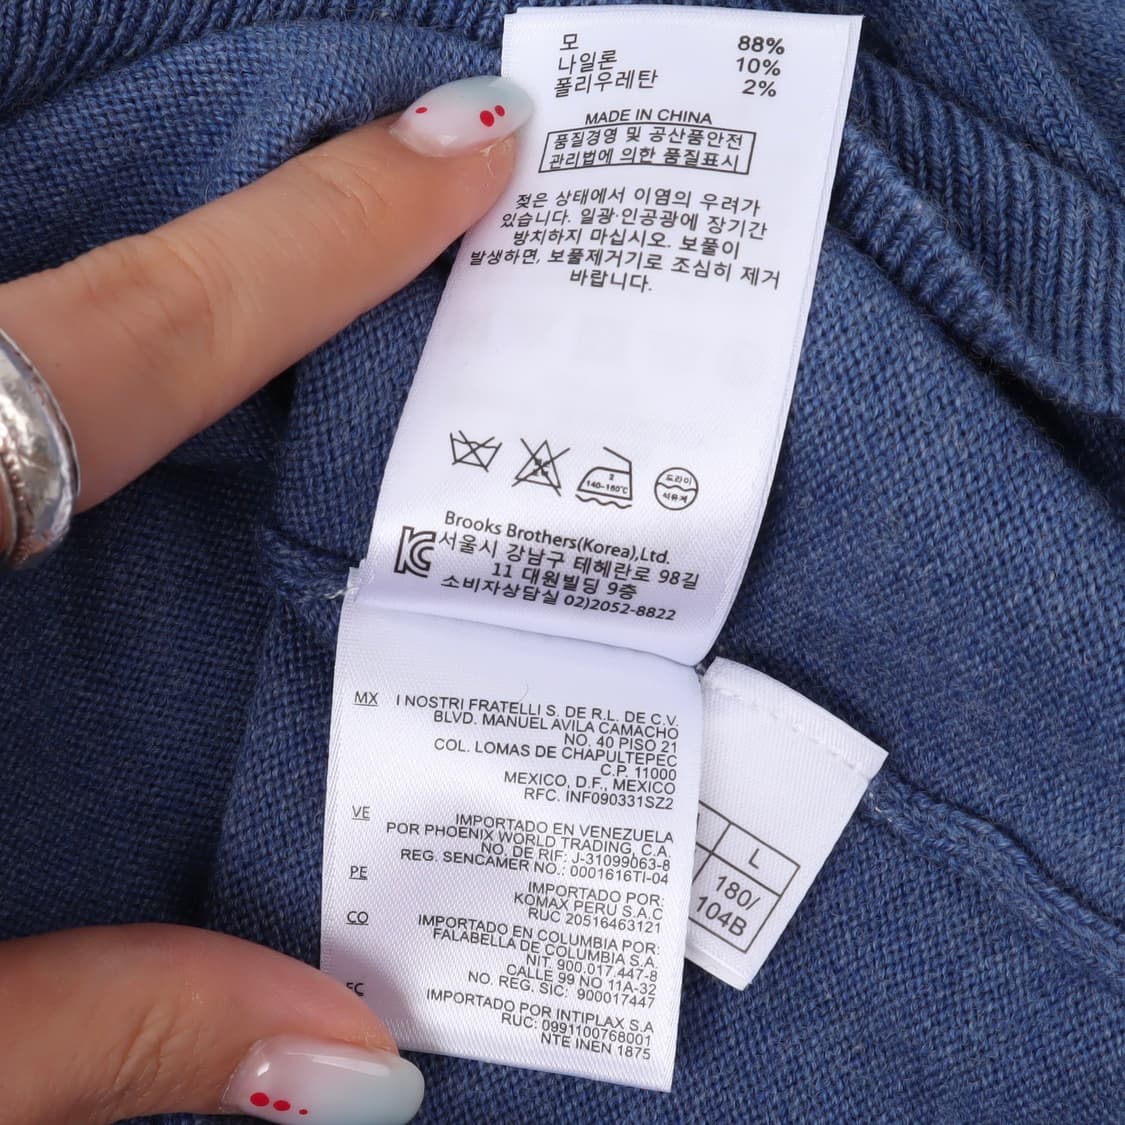 모 88%
나일론 10%
폴리우레탄 2%
MADE IN CHINA
품질경영 및 공산품안전
관리법에 의한 품질표시
젖은 상태에서 이염의 우려가
있습니다. 일광·인공광에 장기간
방치하지 마십시오. 보풀이
발생하면, 보풀제거기로 조심히 제거
바랍니다.
2
140~160℃
드라이
석유계
Brooks Brothers(Korea),Ltd.
서울시 강남구 테헤란로 98길
11 대원빌딩 9층
소비자상담실 02)2052-8822
MX I NOSTRI FRATELLI S. DE R.L. DE C.V.
BLVD. MANUEL AVILA CAMACHO
NO. 40 PISO 21
COL. LOMAS DE CHAPULTEPEC
C.P. 11000
MEXICO, D.F., MEXICO
RFC. INF090331SZ2
VE IMPORTADO EN VENEZUELA
POR PHOENIX WORLD TRADING, C.A.
NO. DE RIF: J-31099063-8
REG. SENCAMER NO.: 0001616TI-04
PE IMPORTADO POR:
KOMAX PERU S.A.C
RUC 20516463121
CO IMPORTADO EN COLUMBIA POR:
FALABELLA DE COLUMBIA S.A.
NIT. 900.017.447-8
CALLE 99 NO 11A-32
NO. REG. SIC: 900017447
IMPORTADO POR INTIPLAX S.A
RUC: 0991100768001
NTE INEN 1875
L
180/
104B